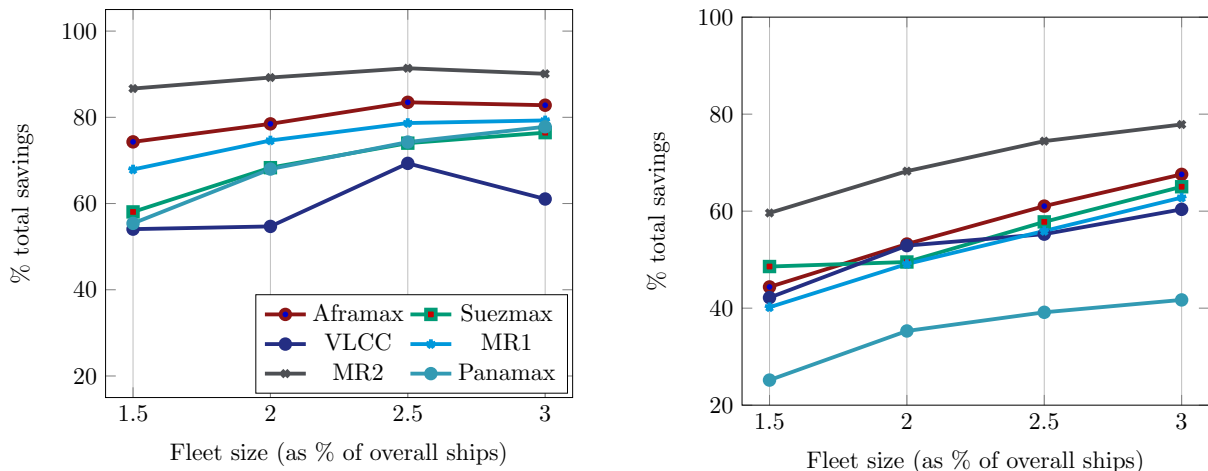 100
80
60
40
20
% total savings
Aframax Suezmax
VLCC MR1
MR2 Panamax
1.5 2 2.5 3
Fleet size (as % of overall ships)
100
80
60
40
20
% total savings
1.5 2 2.5 3
Fleet size (as % of overall ships)